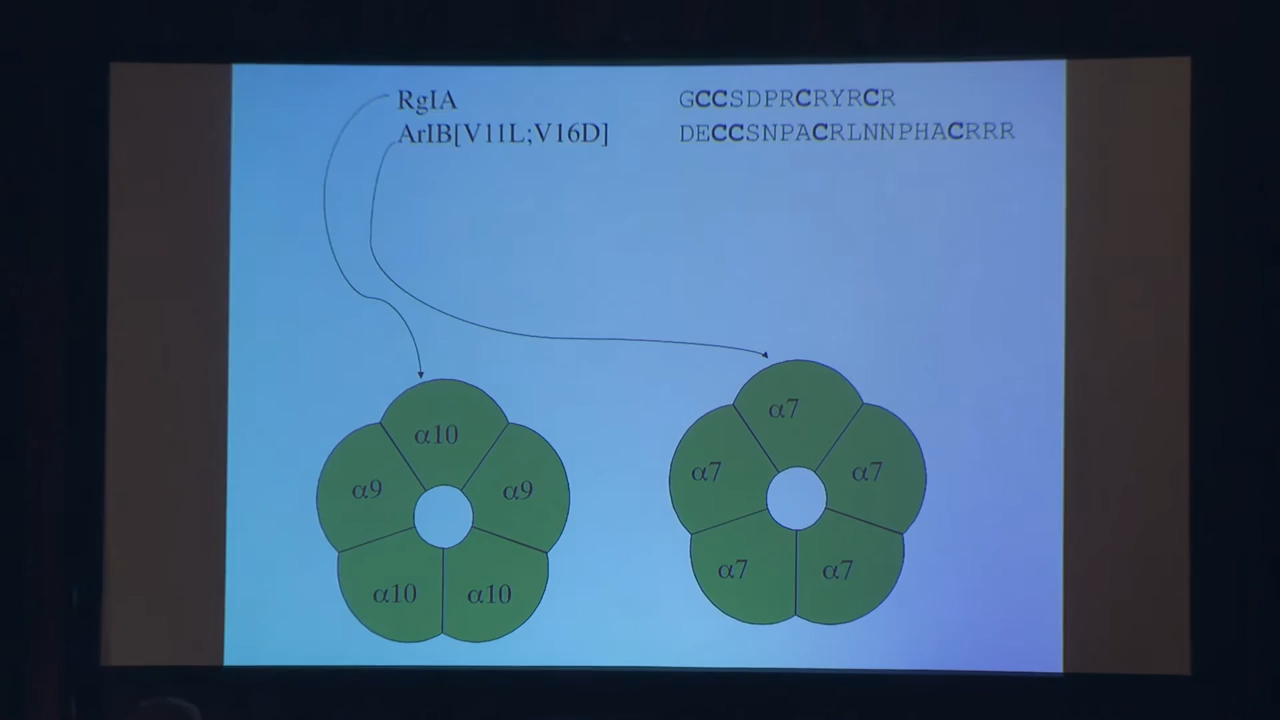 RgIA GCCSDPRCRYRCR
ArIB[V11L;V16D] DECCSNPACRLNNPHACRRR
α10
α9 α9
α10 α10
α7
α7 α7
α7 α7